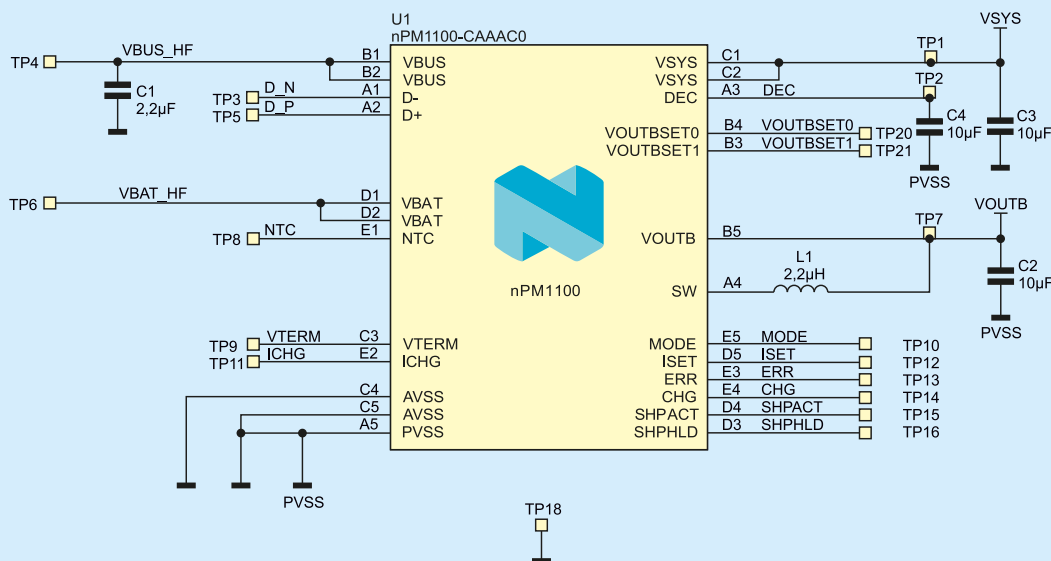 U1
nPM1100-CAAAC0
TP4 VBUS_HF B1 VBUS
B2 VBUS
C1
2,2µF
TP3 D_N A1 D-
TP5 D_P A2 D+
TP6 VBAT_HF D1 VBAT
D2 VBAT
TP8 NTC E1 NTC
TP9 VTERM C3 VTERM
TP11 ICHG E2 ICHG
C4 AVSS
C5 AVSS
A5 PVSS
PVSS
nPM1100
VSYS
VSYS C1 TP1
VSYS C2
DEC A3 DEC TP2
C4
10µF
C3
10µF
VOUTBSET0 B4 VOUTBSET0 TP20
VOUTBSET1 B3 VOUTBSET1 TP21
PVSS
VOUTB
VOUTB B5 TP7
L1
2,2µH
SW A4
C2
10µF
PVSS
MODE E5 MODE TP10
ISET D5 ISET TP12
ERR E3 ERR TP13
CHG E4 CHG TP14
SHPACT D4 SHPACT TP15
SHPHLD D3 SHPHLD TP16
TP18